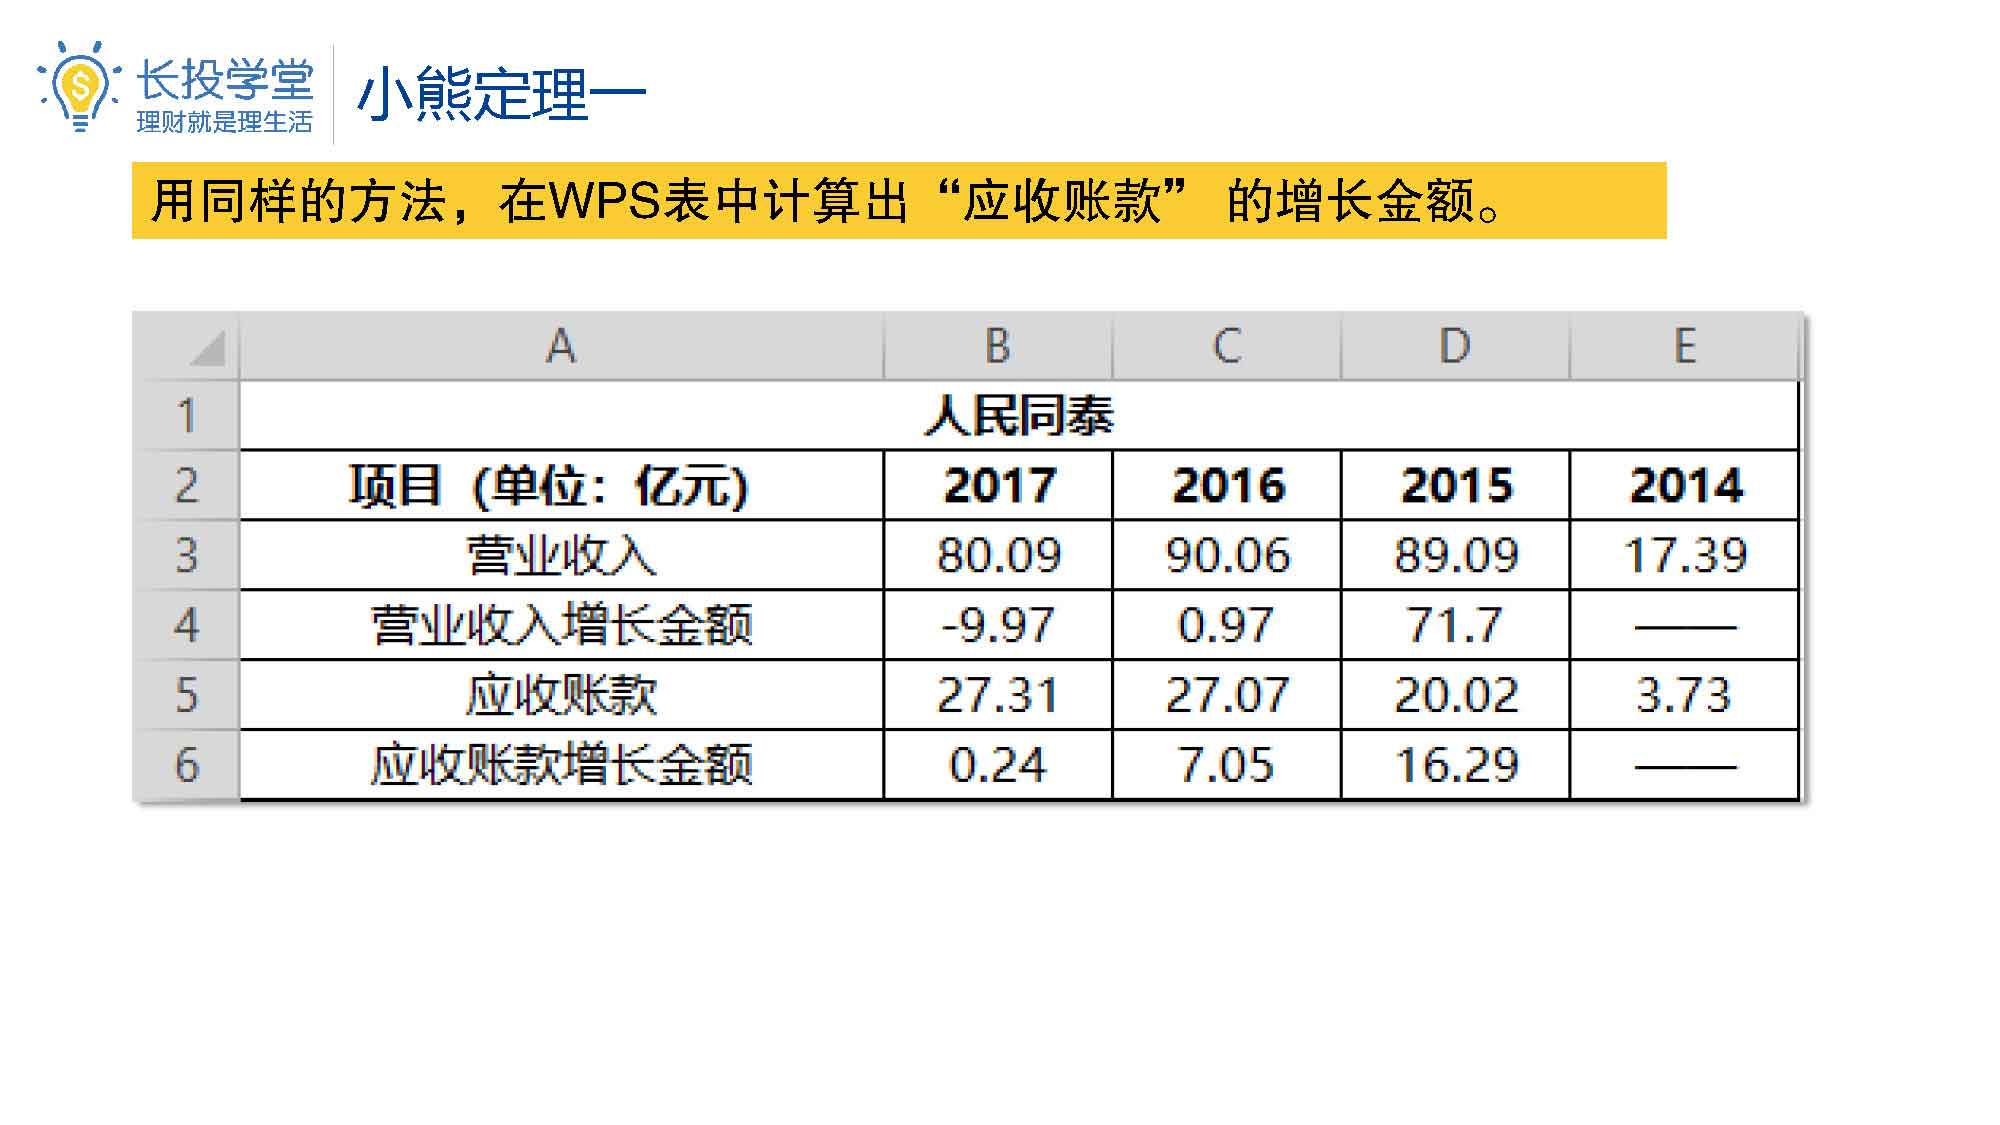 长投学堂
理财就是理生活
小熊定理一
用同样的方法，在WPS表中计算出“应收账款” 的增长金额。
A B C D E
1 人民同泰
2 项目（单位：亿元) 2017 2016 2015 2014
3 营业收入 80.09 90.06 89.09 17.39
4 营业收入增长金额 -9.97 0.97 71.7 ——
5 应收账款 27.31 27.07 20.02 3.73
6 应收账款增长金额 0.24 7.05 16.29 ——